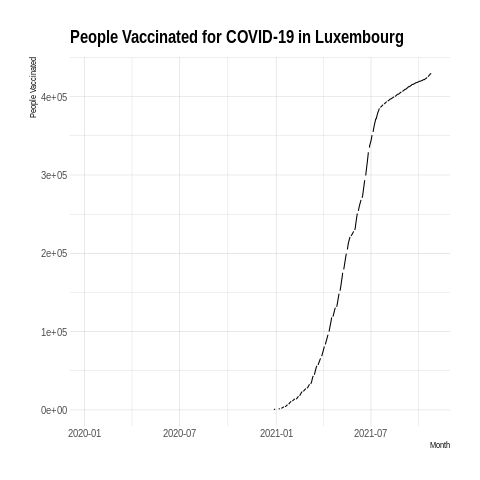 People Vaccinated for COVID-19 in Luxembourg
People Vaccinated
4e+05
3e+05
2e+05
1e+05
0e+00
2020-01
2020-07
2021-01
2021-07
Month